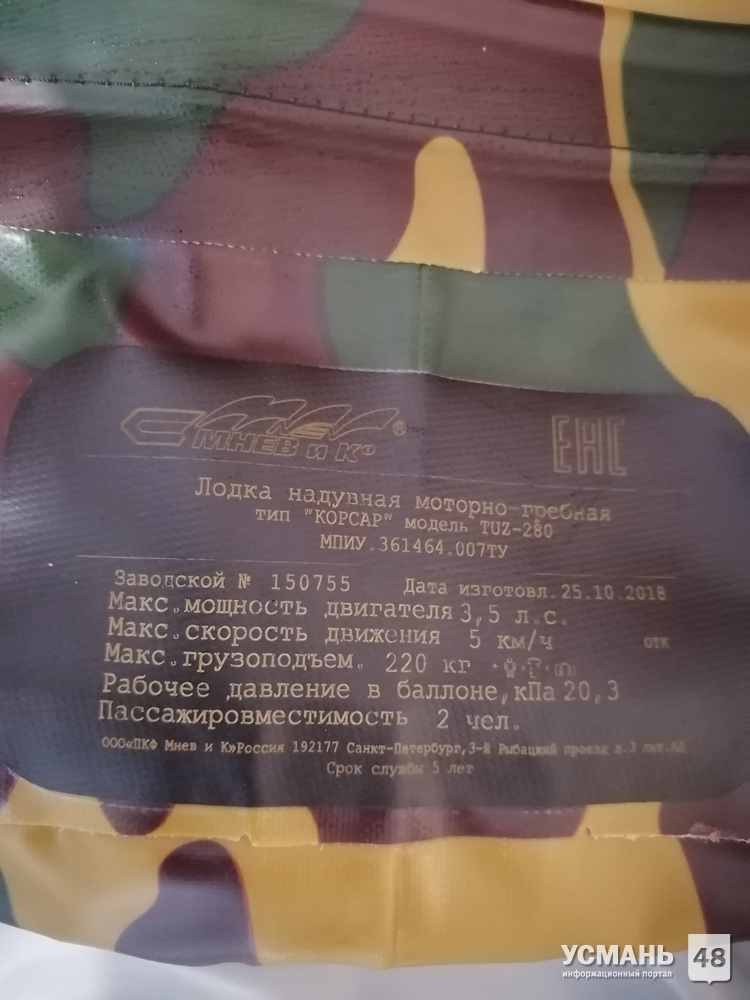 МНЕВ и К°
ЕАС
Лодка надувная моторно-гребная
тип "КОРСАР" модель TUZ-280
МПИУ.361464.007ТУ
Заводской № 150755 Дата изготовл.25.10.2018
Макс.мощность двигателя 3,5 л.с.
Макс.скорость движения 5 км/ч отк
Макс.грузоподъем. 220 кг
Рабочее давление в баллоне,кПа 20,3
Пассажировместимость 2 чел.
ООО«ПКФ Мнев и К»Россия 192177 Санкт-Петербург,3-й Рыбацкий проезд д.3 лит.
Срок службы 5 лет
УСМАНЬ 48
информационный портал